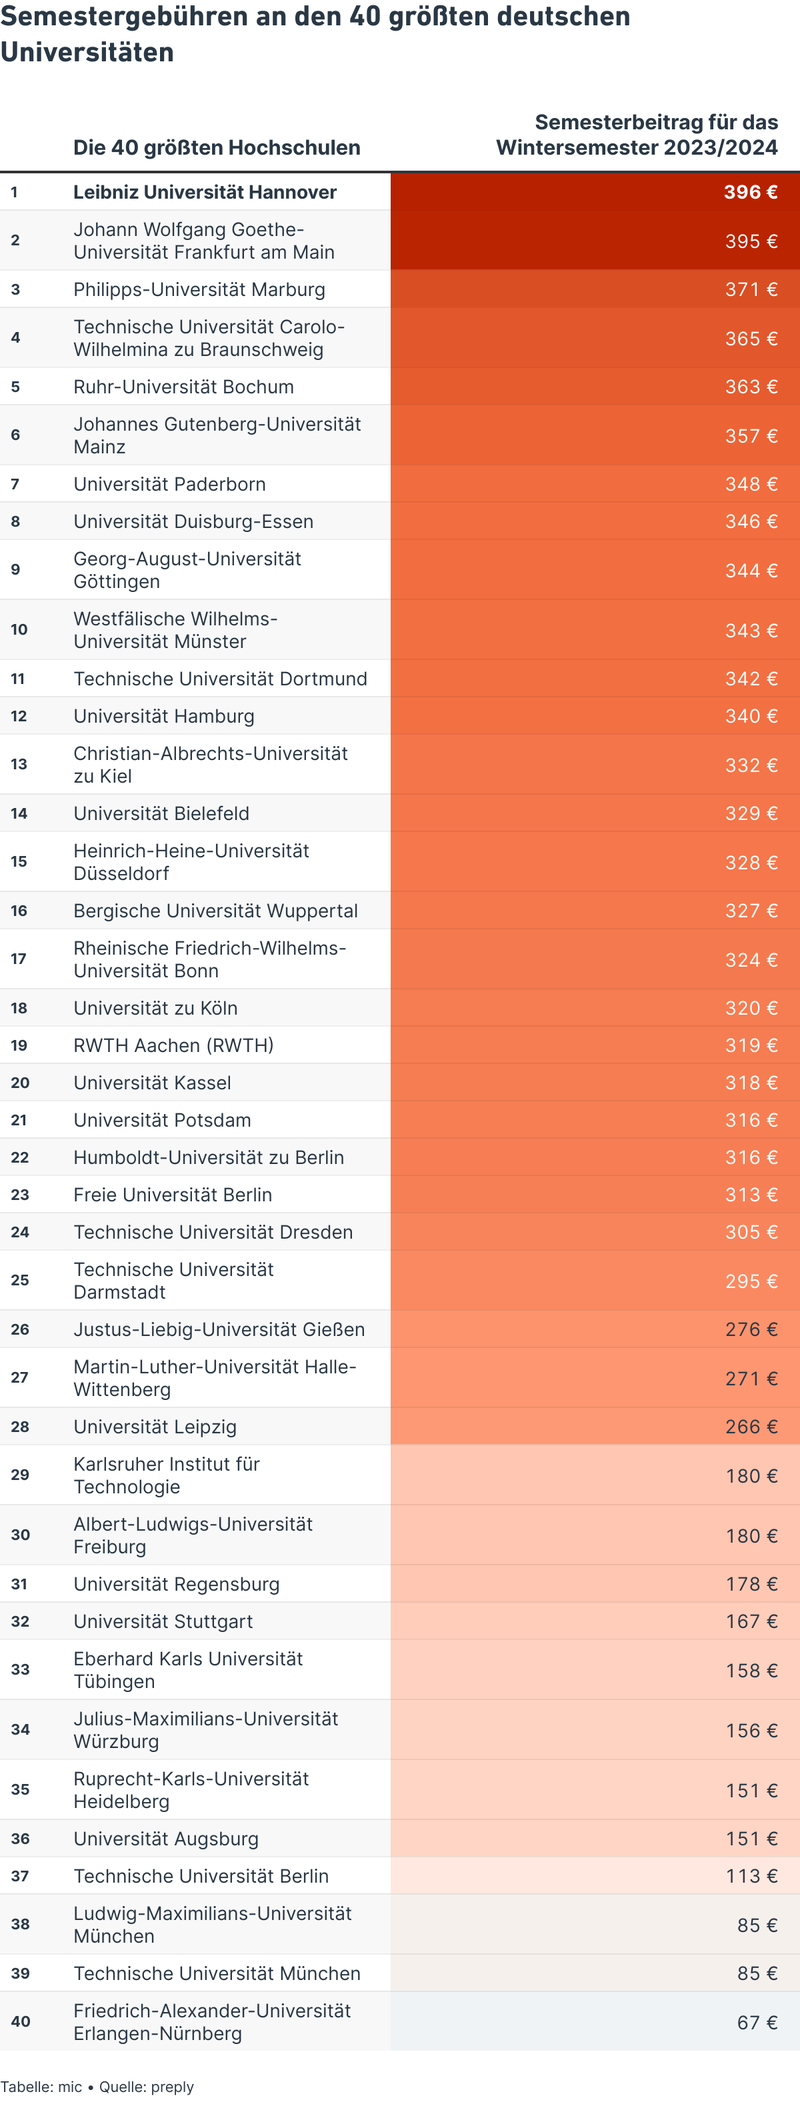 Semestergebühren an den 40 größten deutschen
Universitäten
Die 40 größten Hochschulen
Semesterbeitrag für das
Wintersemester 2023/2024
1 Leibniz Universität Hannover 396 €
2 Johann Wolfgang Goethe-
Universität Frankfurt am Main 395 €
3 Philipps-Universität Marburg 371 €
4 Technische Universität Carolo-
Wilhelmina zu Braunschweig 365 €
5 Ruhr-Universität Bochum 363 €
6 Johannes Gutenberg-Universität
Mainz 357 €
7 Universität Paderborn 348 €
8 Universität Duisburg-Essen 346 €
9 Georg-August-Universität
Göttingen 344 €
10 Westfälische Wilhelms-
Universität Münster 343 €
11 Technische Universität Dortmund 342 €
12 Universität Hamburg 340 €
13 Christian-Albrechts-Universität
zu Kiel 332 €
14 Universität Bielefeld 329 €
15 Heinrich-Heine-Universität
Düsseldorf 328 €
16 Bergische Universität Wuppertal 327 €
17 Rheinische Friedrich-Wilhelms-
Universität Bonn 324 €
18 Universität zu Köln 320 €
19 RWTH Aachen (RWTH) 319 €
20 Universität Kassel 318 €
21 Universität Potsdam 316 €
22 Humboldt-Universität zu Berlin 316 €
23 Freie Universität Berlin 313 €
24 Technische Universität Dresden 305 €
25 Technische Universität
Darmstadt 295 €
26 Justus-Liebig-Universität Gießen 276 €
27 Martin-Luther-Universität Halle-
Wittenberg 271 €
28 Universität Leipzig 266 €
29 Karlsruher Institut für
Technologie 180 €
30 Albert-Ludwigs-Universität
Freiburg 180 €
31 Universität Regensburg 178 €
32 Universität Stuttgart 167 €
33 Eberhard Karls Universität
Tübingen 158 €
34 Julius-Maximilians-Universität
Würzburg 156 €
35 Ruprecht-Karls-Universität
Heidelberg 151 €
36 Universität Augsburg 151 €
37 Technische Universität Berlin 113 €
38 Ludwig-Maximilians-Universität
München 85 €
39 Technische Universität München 85 €
40 Friedrich-Alexander-Universität
Erlangen-Nürnberg 67 €
Tabelle: mic • Quelle: preply